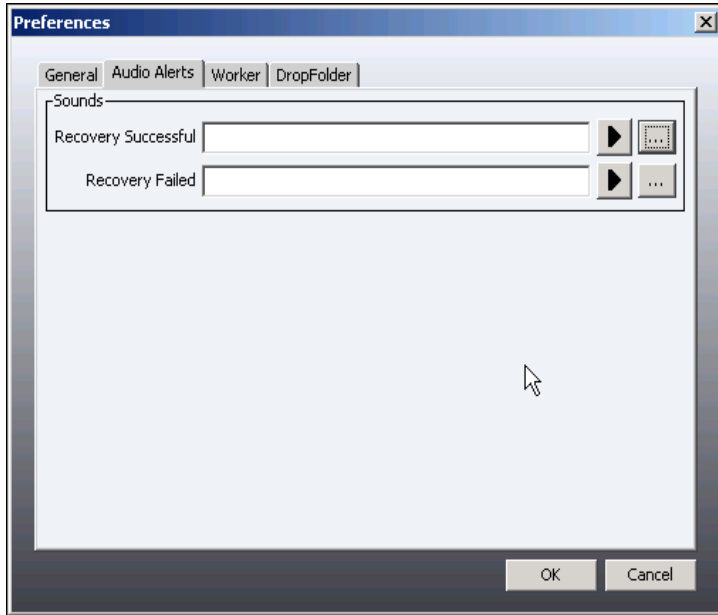 Preferences
General Audio Alerts Worker DropFolder
Sounds
Recovery Successful ...
Recovery Failed ...
OK Cancel